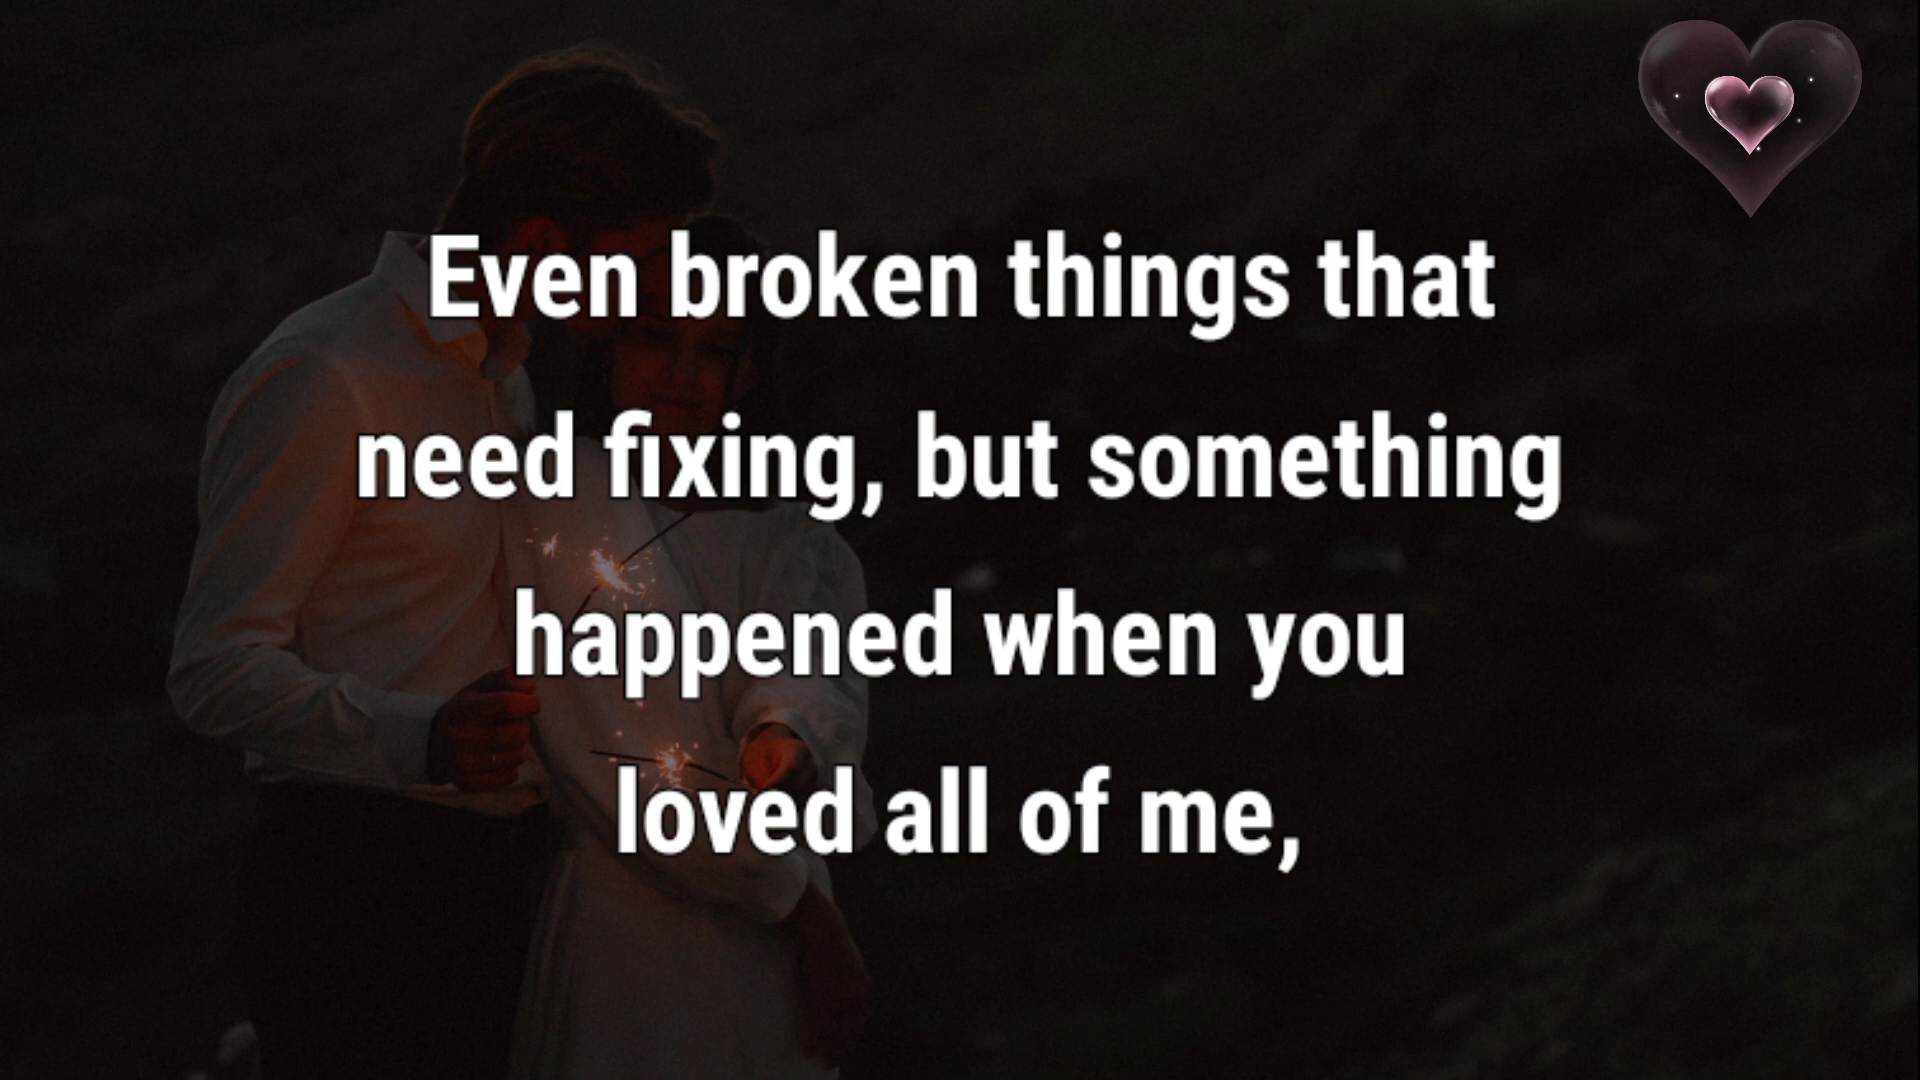 Even broken things that
need fixing, but something
happened when you
loved all of me,